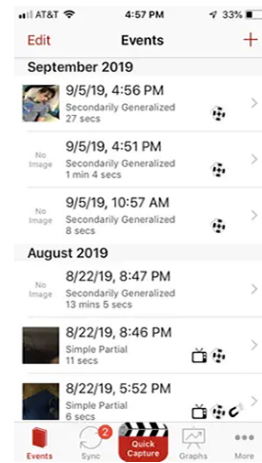 AT&T 4:57 PM 33%
Edit Events +
September 2019
9/5/19, 4:56 PM
Secondarily Generalized
27 secs
No
Image
9/5/19, 4:51 PM
Secondarily Generalized
1 min 4 secs
No
Image
9/5/19, 10:57 AM
Secondarily Generalized
8 secs
August 2019
No
Image
8/22/19, 8:47 PM
Secondarily Generalized
13 mins 5 secs
8/22/19, 8:46 PM
Simple Partial
11 secs
8/22/19, 5:52 PM
Simple Partial
6 secs
2
Events Sync Quick Capture Graphs More